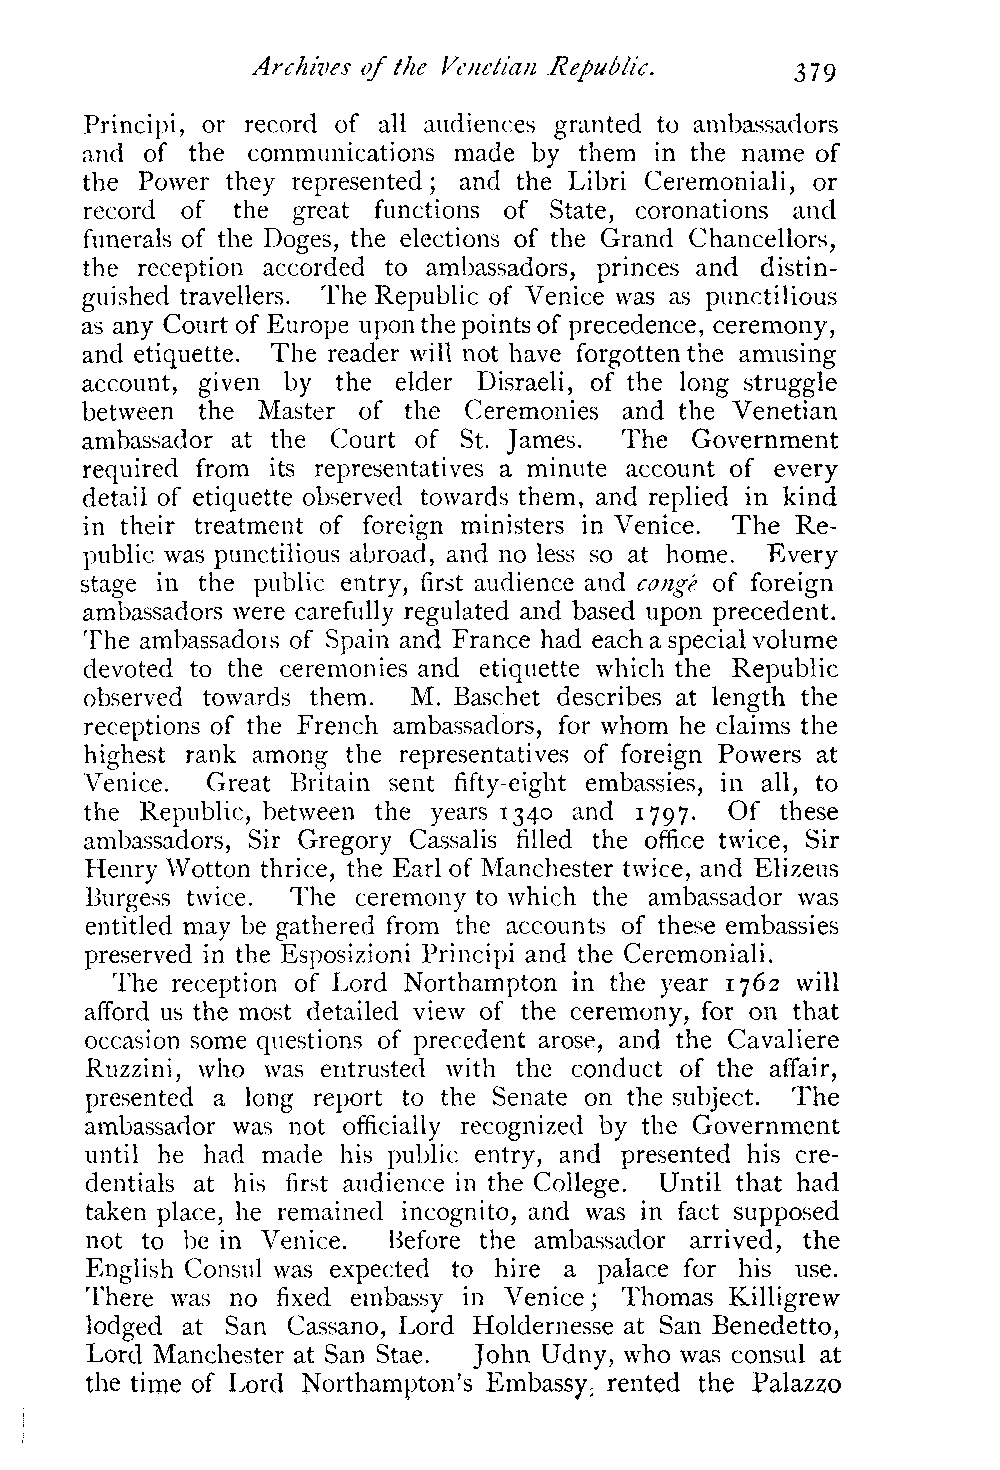 Archives of the Venetian Republic. 379
Principi, or record of all audiences granted to ambassadors
and of the communications made by them in the name of
the Power they represented; and the Libri Ceremoniali, or
record of the great functions of State, coronations and
funerals of the Doges, the elections of the Grand Chancellors,
the reception accorded to ambassadors, princes and distin-
guished travellers. The Republic of Venice was as punctilious
as any Court of Europe upon the points of precedence, ceremony,
and etiquette. The reader will not have forgotten the amusing
account, given by the elder Disraeli, of the long struggle
between the Master of the Ceremonies and the Venetian
ambassador at the Court of St. James. The Government
required from its representatives a minute account of every
detail of etiquette observed towards them, and replied in kind
in their treatment of foreign ministers in Venice. The Re-
public was punctilious abroad, and no less so at home. Every
stage in the public entry, first audience and congè of foreign
ambassadors were carefully regulated and based upon precedent.
The ambassadors of Spain and France had each a special volume
devoted to the ceremonies and etiquette which the Republic
observed towards them. M. Baschet describes at length the
receptions of the French ambassadors, for whom he claims the
highest rank among the representatives of foreign Powers at
Venice. Great Britain sent fifty-eight embassies, in all, to
the Republic, between the years 1340 and 1797. Of these
ambassadors, Sir Gregory Cassalis filled the office twice, Sir
Henry Wotton thrice, the Earl of Manchester twice, and Elizeus
Burgess twice. The ceremony to which the ambassador was
entitled may be gathered from the accounts of these embassies
preserved in the Esposizioni Principi and the Ceremoniali.
The reception of Lord Northampton in the year 1762 will
afford us the most detailed view of the ceremony, for on that
occasion some questions of precedent arose, and the Cavaliere
Ruzzini, who was entrusted with the conduct of the affair,
presented a long report to the Senate on the subject. The
ambassador was not officially recognized by the Government
until he had made his public entry, and presented his cre-
dentials at his first audience in the College. Until that had
taken place, he remained incognito, and was in fact supposed
not to be in Venice. Before the ambassador arrived, the
English Consul was expected to hire a palace for his use.
There was no fixed embassy in Venice; Thomas Killigrew
lodged at San Cassano, Lord Holdernesse at San Benedetto,
Lord Manchester at San Stae. John Udny, who was consul at
the time of Lord Northampton's Embassy, rented the Palazzo